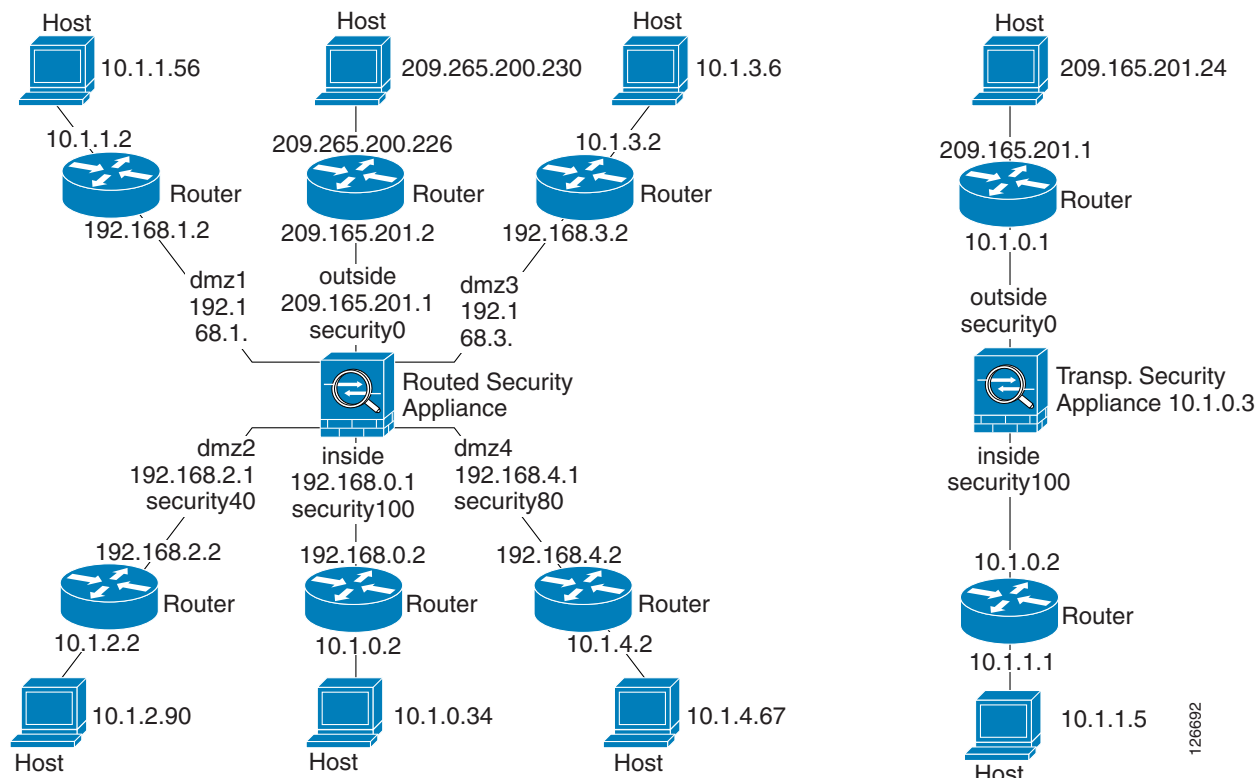 Host
10.1.1.56
10.1.1.2
Router
192.168.1.2
dmz1
192.1
68.1.
Host
209.265.200.230
209.265.200.226
Router
209.165.201.2
outside
209.165.201.1
security0
Host
10.1.3.6
10.1.3.2
Router
192.168.3.2
dmz3
192.1
68.3.
Routed Security
Appliance
dmz2
192.168.2.1
security40
192.168.2.2
Router
10.1.2.2
10.1.2.90
Host
inside
192.168.0.1
security100
192.168.0.2
Router
10.1.0.2
10.1.0.34
Host
dmz4
192.168.4.1
security80
192.168.4.2
Router
10.1.4.2
10.1.4.67
Host
Host
209.165.201.24
209.165.201.1
Router
10.1.0.1
outside
security0
Transp. Security
Appliance 10.1.0.3
inside
security100
10.1.0.2
Router
10.1.1.1
10.1.1.5
Host
126692